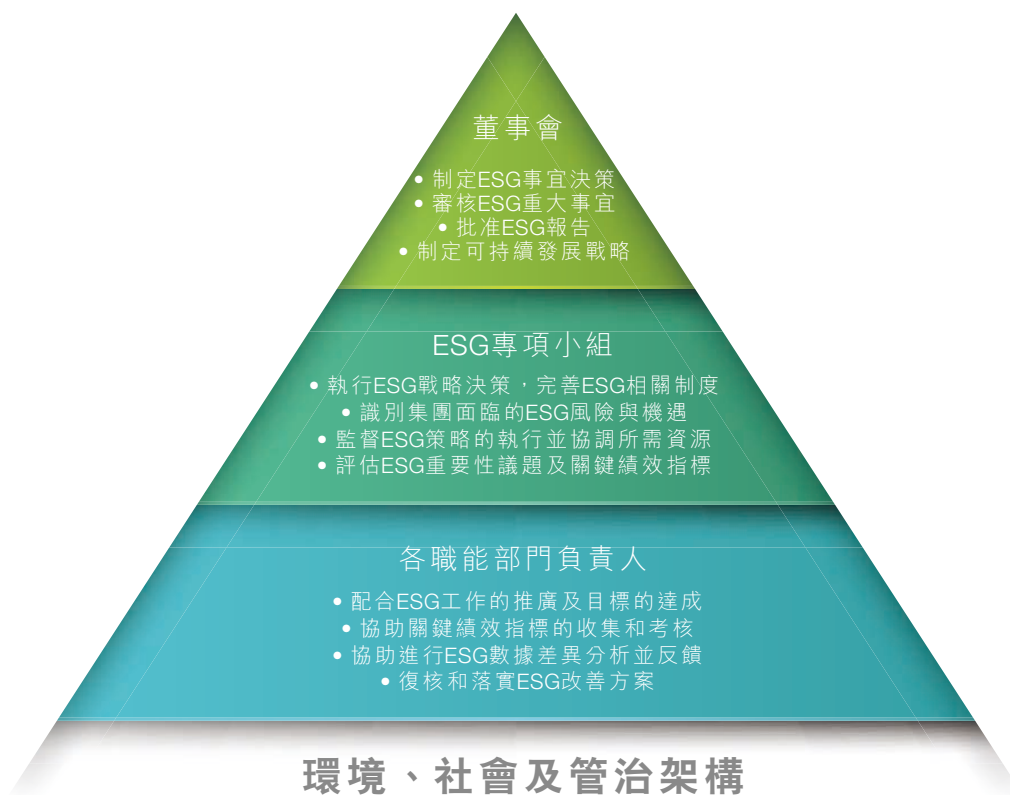 董事會
• 制定ESG事宜決策
• 審核ESG重大事宜
• 批准ESG報告
• 制定可持續發展戰略
ESG專項小組
• 執行ESG戰略決策，完善ESG相關制度
• 識別集團面臨的ESG風險與機遇
• 監督ESG策略的執行並協調所需資源
• 評估ESG重要性議題及關鍵績效指標
各職能部門負責人
• 配合ESG工作的推廣及目標的達成
• 協助關鍵績效指標的收集和考核
• 協助進行ESG數據差異分析並反饋
• 復核和落實ESG改善方案
環境、社會及管治架構